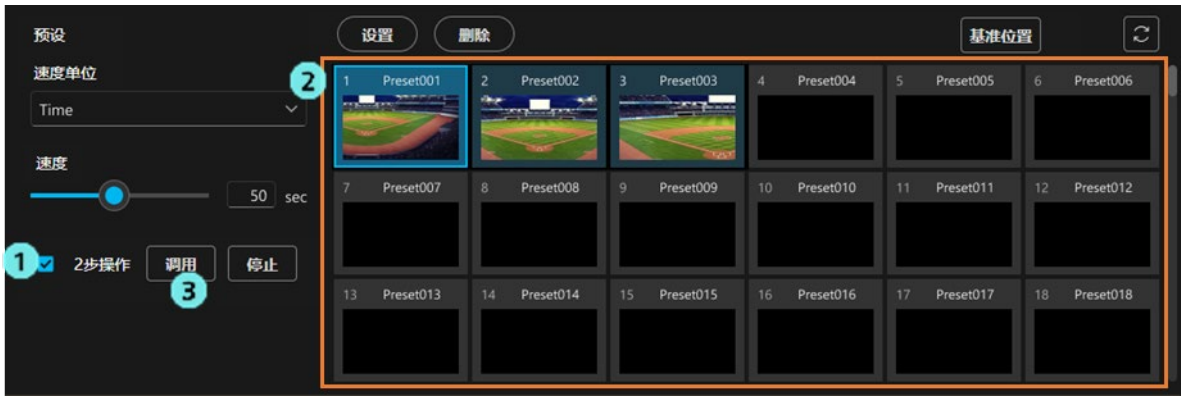 预设
设置
删除
基准位置
速度单位
Time
速度
50 sec
2步操作
调用
停止
1
2
3
1 Preset001
2 Preset002
3 Preset003
4 Preset004
5 Preset005
6 Preset006
7 Preset007
8 Preset008
9 Preset009
10 Preset010
11 Preset011
12 Preset012
13 Preset013
14 Preset014
15 Preset015
16 Preset016
17 Preset017
18 Preset018